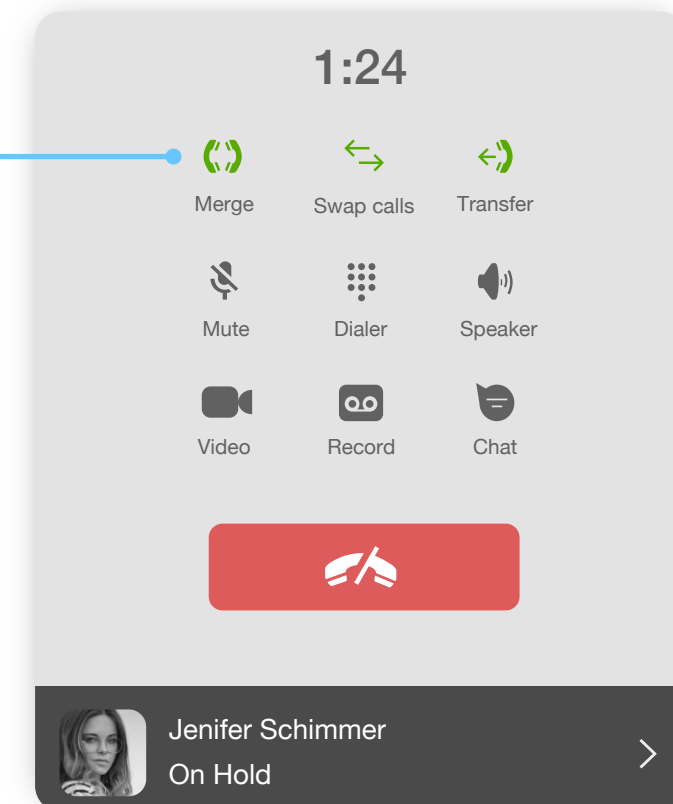 1:24
Merge Swap calls Transfer
Mute Dialer Speaker
Video Record Chat
Jenifer Schimmer
On Hold